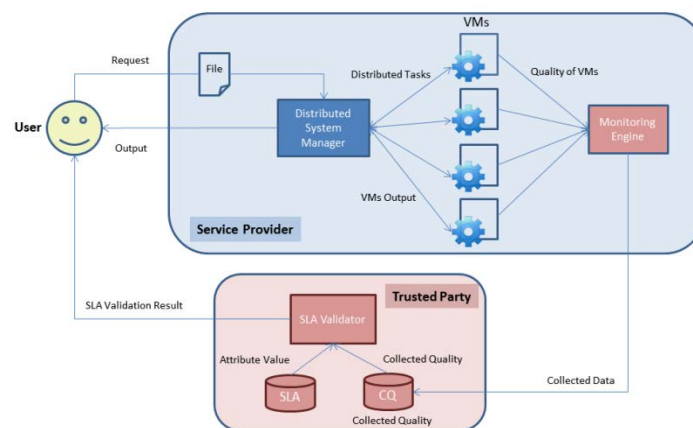 VMs
Request
File
Distributed Tasks
Quality of VMs
User
Distributed
System
Manager
Monitoring
Engine
Output
VMs Output
Service Provider
Trusted Party
SLA Validation Result
SLA Validator
Attribute Value
Collected Quality
SLA
CQ
Collected Data
Collected Quality